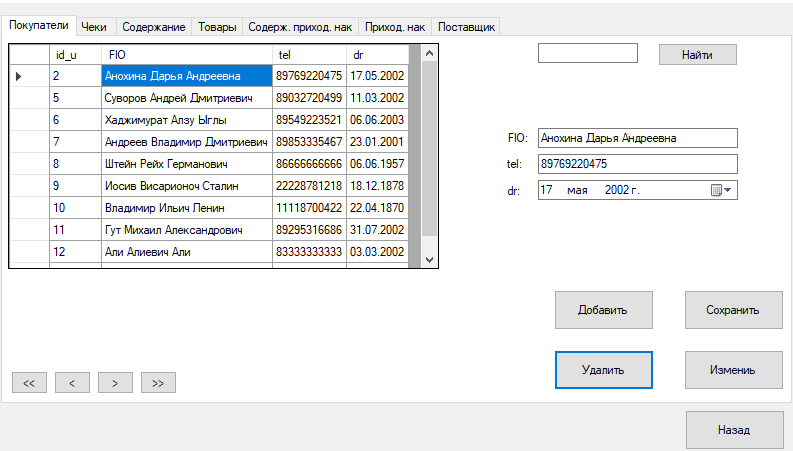 Покупатели Чеки Содержание Товары Содерж. приход. нак Приход. нак Поставщик
id_u FIO tel dr
2 Анохина Дарья Андреевна 89769220475 17.05.2002
5 Суворов Андрей Дмитриевич 89032720499 11.03.2002
6 Хаджимурат Алзу Ыглы 89549223521 06.06.2003
7 Андреев Владимир Дмитриевич 89853335467 23.01.2001
8 Штейн Рейх Германович 86666666666 06.06.1957
9 Иосив Висарионоч Сталин 22228781218 18.12.1878
10 Владимир Ильич Ленин 11118700422 22.04.1870
11 Гут Михаил Александрович 89295316686 31.07.2002
12 Али Алиевич Али 83333333333 03.03.2002
Найти
FIO: Анохина Дарья Андреевна
tel: 89769220475
dr: 17 мая 2002 г.
Добавить Сохранить
Удалить Измениь
<< < > >>
Назад